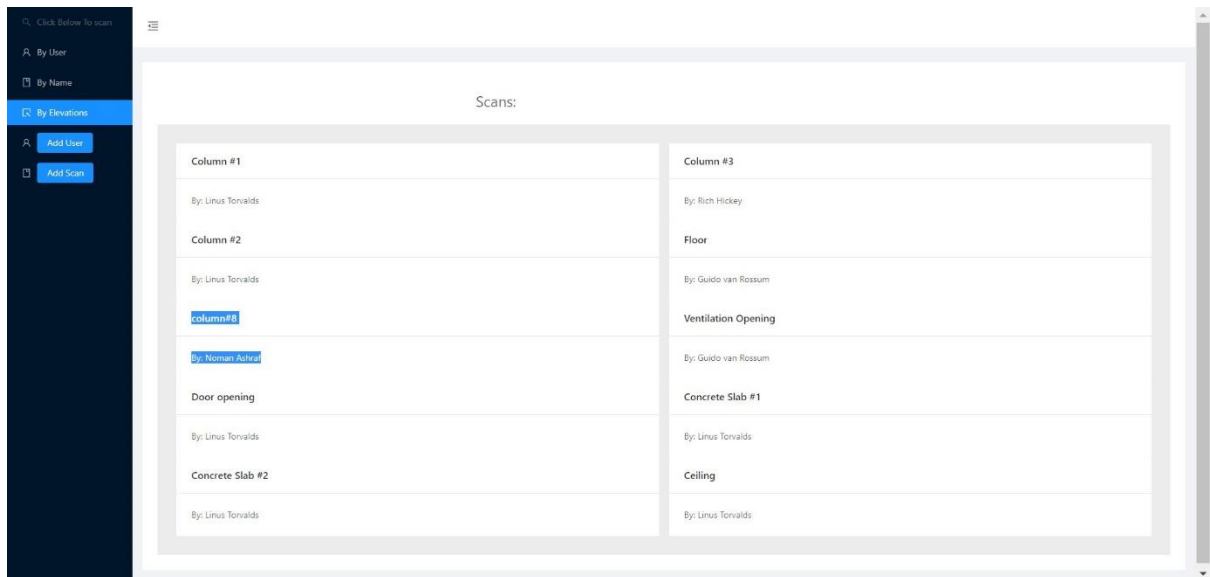 Click Below To scan
By User
By Name
By Elevations
Add User
Add Scan
Scans:
Column #1
By: Linus Torvalds
Column #3
By: Rich Hickey
Column #2
By: Linus Torvalds
Floor
By: Guido van Rossum
column#8
By: Noman Ashraf
Ventilation Opening
By: Guido van Rossum
Door opening
By: Linus Torvalds
Concrete Slab #1
By: Linus Torvalds
Concrete Slab #2
By: Linus Torvalds
Ceiling
By: Linus Torvalds